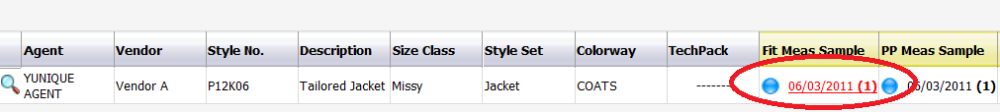 Agent Vendor Style No. Description Size Class Style Set Colorway TechPack Fit Meas Sample PP Meas Sample
YUNIQUE AGENT Vendor A P12K06 Tailored Jacket Missy Jacket COATS ------- 06/03/2011 (1) 06/03/2011 (1)